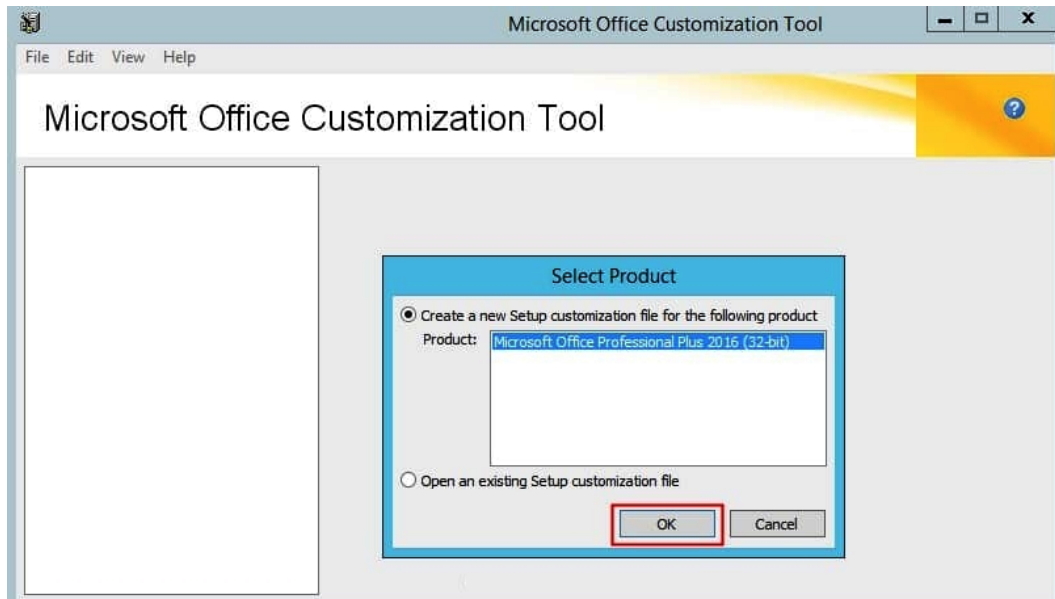 Microsoft Office Customization Tool
File Edit View Help
Microsoft Office Customization Tool
Select Product
Create a new Setup customization file for the following product
Product: Microsoft Office Professional Plus 2016 (32-bit)
Open an existing Setup customization file
OK Cancel